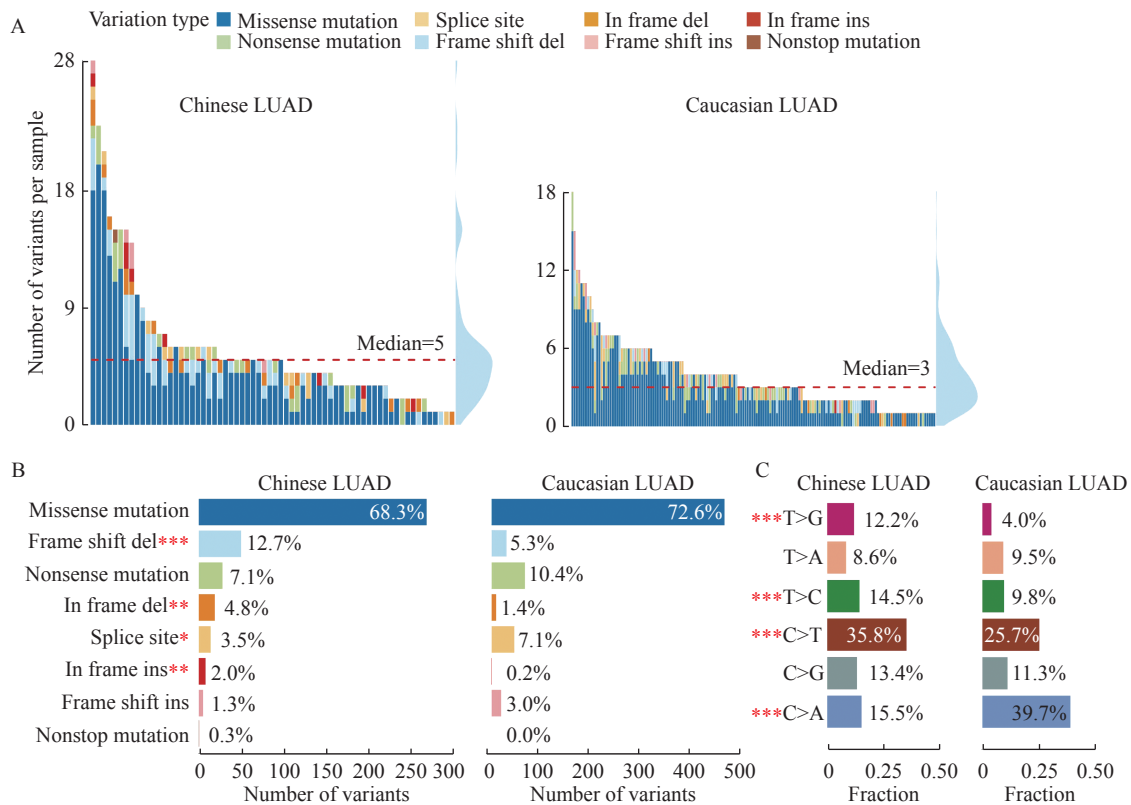 A
Variation type
Missense mutation
Splice site
In frame del
In frame ins
Nonsense mutation
Frame shift del
Frame shift ins
Nonstop mutation
Number of variants per sample
28
18
9
0
Chinese LUAD
Median=5
Caucasian LUAD
18
12
6
0
Median=3
B
Chinese LUAD
Caucasian LUAD
Missense mutation 68.3% 72.6%
Frame shift del*** 12.7% 5.3%
Nonsense mutation 7.1% 10.4%
In frame del** 4.8% 1.4%
Splice site* 3.5% 7.1%
In frame ins** 2.0% 0.2%
Frame shift ins 1.3% 3.0%
Nonstop mutation 0.3% 0.0%
0 50 100 150 200 250 300
Number of variants
0 100 200 300 400 500
Number of variants
C
Chinese LUAD
Caucasian LUAD
***T>G 12.2% 4.0%
T>A 8.6% 9.5%
***T>C 14.5% 9.8%
***C>T 35.8% 25.7%
C>G 13.4% 11.3%
***C>A 15.5% 39.7%
0 0.25 0.50
Fraction
0 0.25 0.50
Fraction